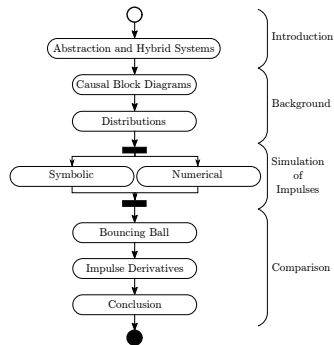 Abstraction and Hybrid Systems
Introduction
Causal Block Diagrams
Distributions
Background
Symbolic
Numerical
Simulation
of
Impulses
Bouncing Ball
Impulse Derivatives
Conclusion
Comparison